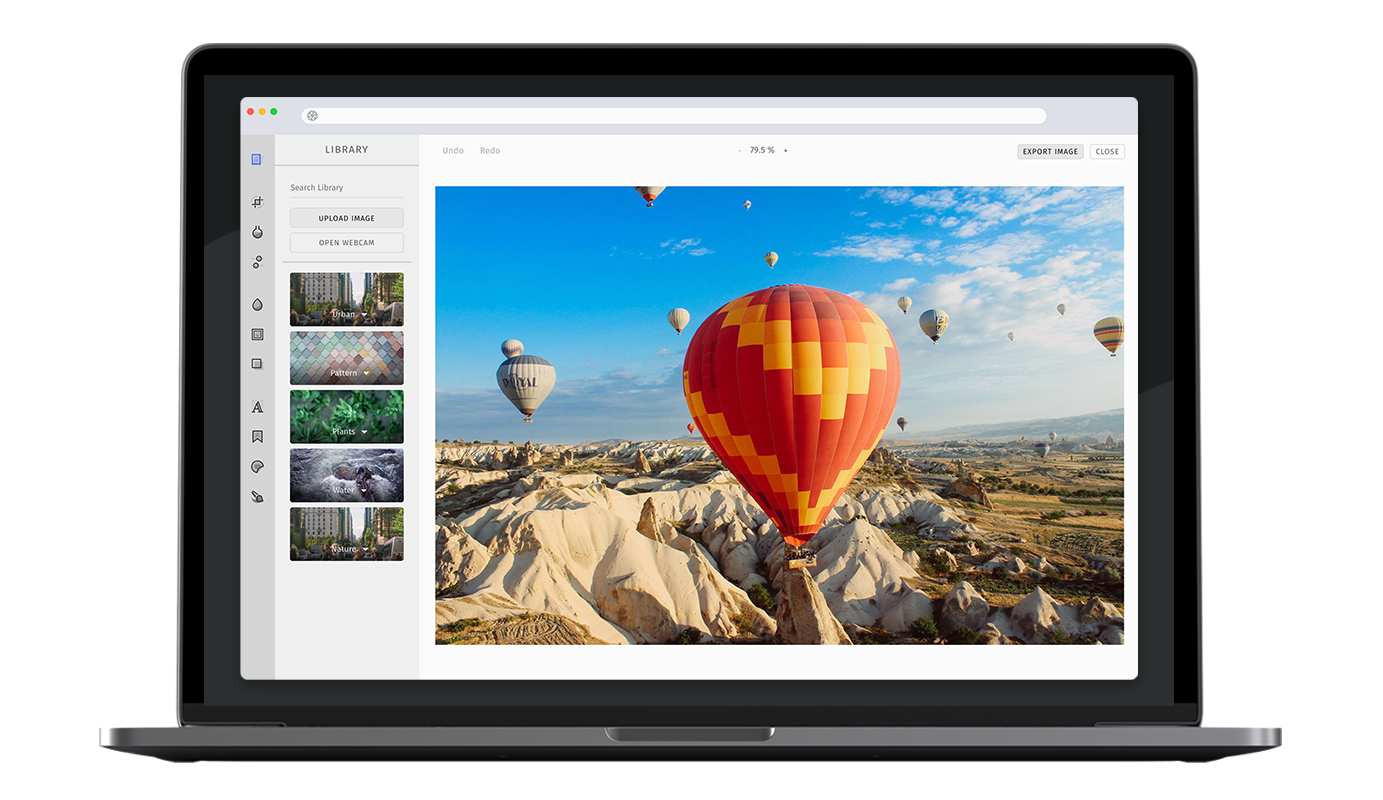 LIBRARY
Undo
Redo
- 79.5 % +
EXPORT IMAGE
CLOSE
Search Library
UPLOAD IMAGE
OPEN WEBCAM
Urban
Pattern
Plants
Water
Nature